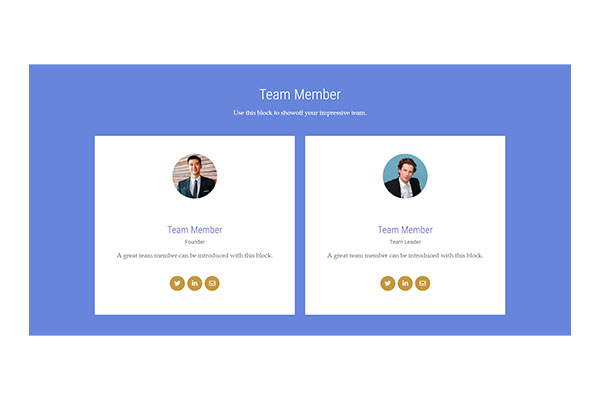 Team Member
Use this block to showoff your impressive team.
Team Member
Founder
A great team member can be introduced with this block.
Team Member
Team Leader
A great team member can be introduced with this block.